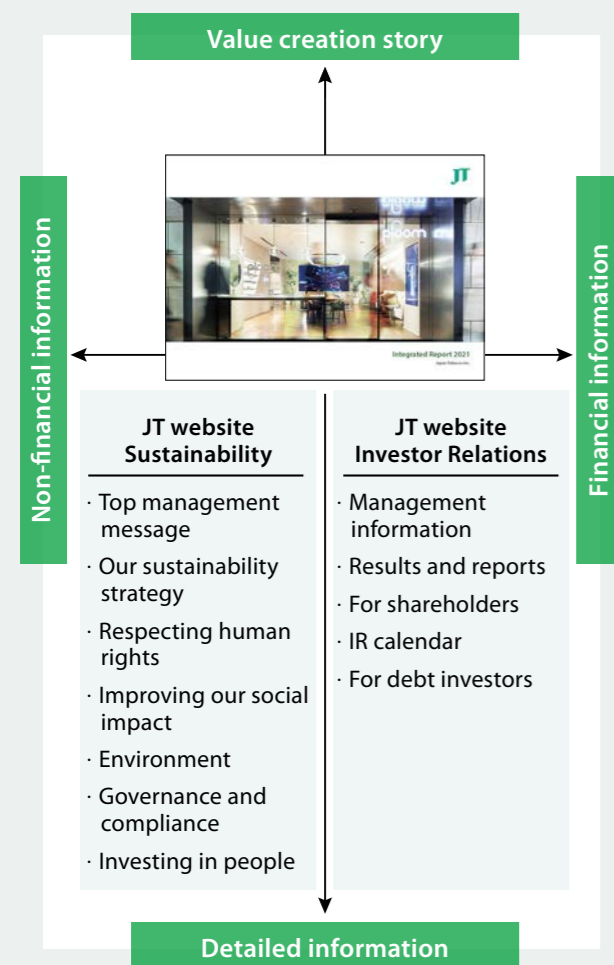 Value creation story
JT
ploom
Integrated Report 2021
Non-financial information
Financial information
JT website
Sustainability
· Top management
message
· Our sustainability
strategy
· Respecting human
rights
· Improving our social
impact
· Environment
· Governance and
compliance
· Investing in people
JT website
Investor Relations
· Management
information
· Results and reports
· For shareholders
· IR calendar
· For debt investors
Detailed information